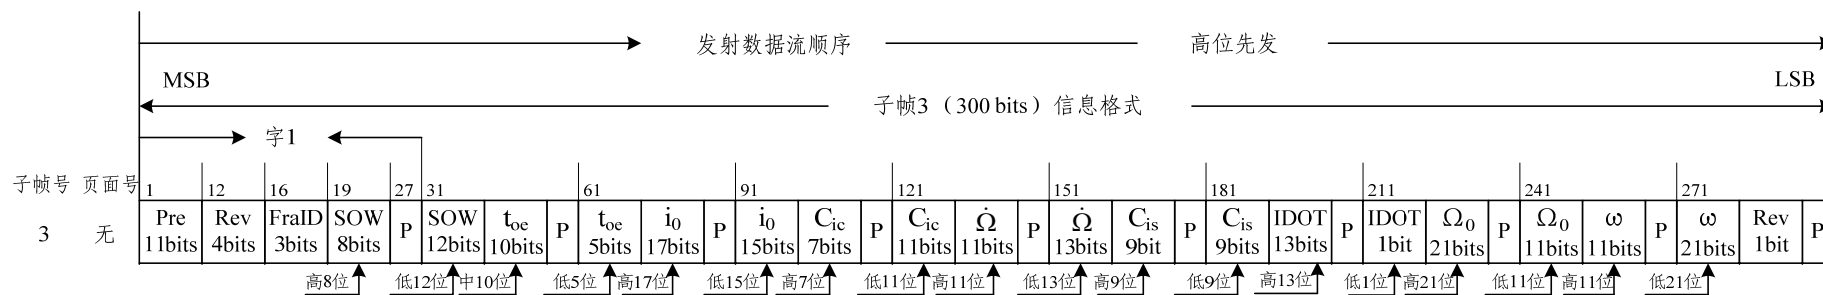 发射数据流顺序 高位先发
MSB LSB
子帧3（300 bits）信息格式
字1
子帧号 页面号 1 12 16 19 27 31 61 91 121 151 181 211 241 271
Pre Rev FraID SOW P SOW toe P toe i̇0 P i̇0 Cic P Cic Ω̇ P Ω̇ Cis P Cis IDOT P IDOT Ω0 P Ω0 ω P ω Rev P
3 无 11bits 4bits 3bits 8bits 12bits 10bits 5bits 17bits 15bits 7bits 11bits 11bits 13bits 9bit 9bits 13bits 1bit 21bits 11bits 11bits 21bits 1bit
高8位 低12位 中10位 低5位 高17位 低15位 高7位 低11位 高11位 低13位 高9位 低9位 高13位 低1位 高21位 低11位 高11位 低21位